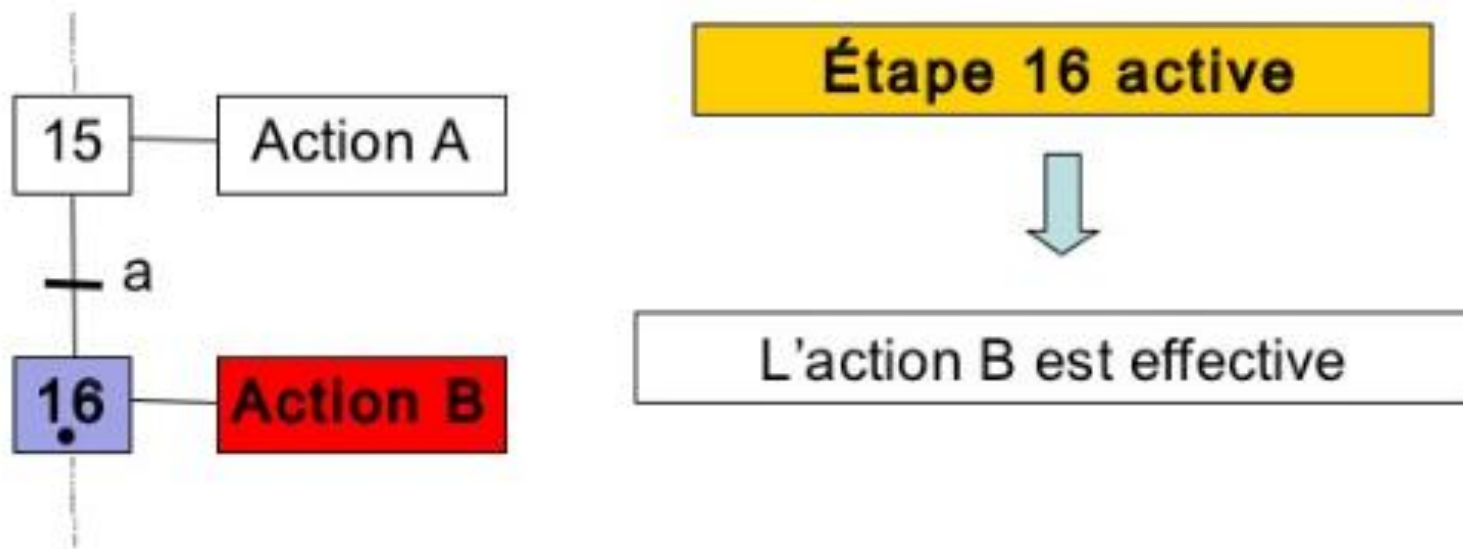 15
Action A
a
16
Action B
Étape 16 active
L'action B est effective